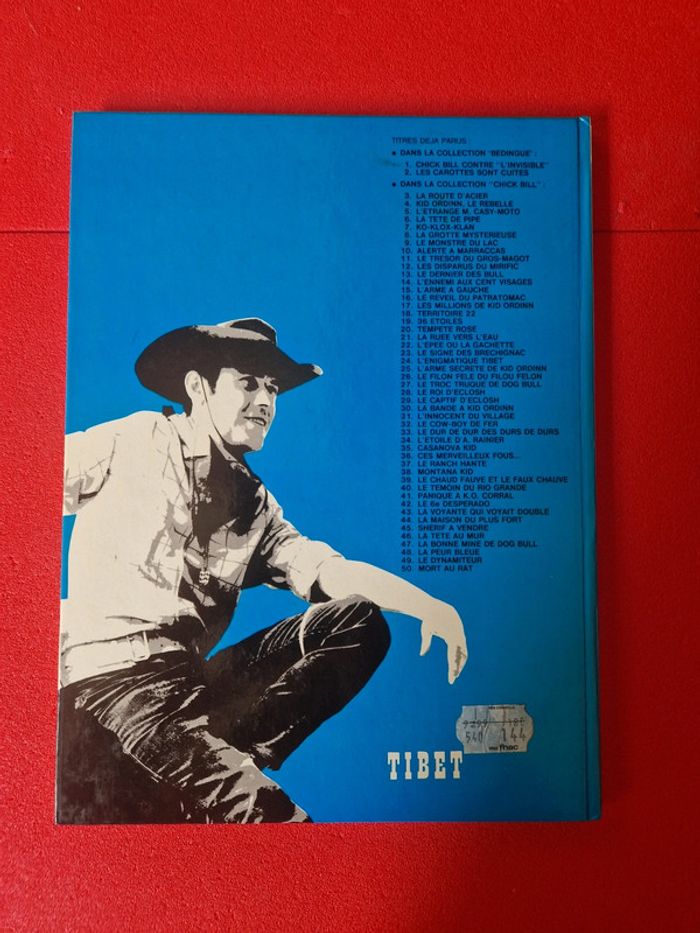 TITRES DEJA PARUS :
● DANS LA COLLECTION "BEDINGUE" :
1. CHICK BILL CONTRE "L'INVISIBLE"
2. LES CAROTTES SONT CUITES
● DANS LA COLLECTION "CHICK BILL" :
3. LA ROUTE D'ACIER
4. KID ORDINN, LE REBELLE
5. L'ETRANGE M. CASY-MOTO
6. LA TETE DE PIPE
7. KO-KLOX-KLAN
8. LA GROTTE MYSTERIEUSE
9. LE MONSTRE DU LAC
10. ALERTE A MARRACCAS
11. LE TRESOR DU GROS-MAGOT
12. LES DISPARUS DU MIRIFIC
13. LE DERNIER DES BULL
14. L'ENNEMI AUX CENT VISAGES
15. L'ARME A GAUCHE
16. LE REVEIL DU PATRATOMAC
17. LES MILLIONS DE KID ORDINN
18. TERRITOIRE 22
19. 36 ETOILES
20. TEMPETE ROSE
21. LA RUEE VERS L'EAU
22. L'EPEE OU LA GACHETTE
23. LE SIGNE DES BRECHIGNAC
24. L'ENIGMATIQUE TIBET
25. L'ARME SECRETE DE KID ORDINN
26. LE FILON FELE DU FILOU FELON
27. LE TROC TRUQUE DE DOG BULL
28. LE ROI D'ECLOSH
29. LE CAPTIF D'ECLOSH
30. LA BANDE A KID ORDINN
31. L'INNOCENT DU VILLAGE
32. LE COW-BOY DE FER
33. LE DUR DE DUR DES DURS DE DURS
34. L'ETOILE D'A. RAINIER
35. CASANOVA KID
36. CES MERVEILLEUX FOUS...
37. LE RANCH HANTE
38. MONTANA KID
39. LE CHAUD FAUVE ET LE FAUX CHAUVE
40. LE TEMOIN DU RIO GRANDE
41. PANIQUE A K.O. CORRAL
42. LE 6e DESPERADO
43. LA VOYANTE QUI VOYAIT DOUBLE
44. LA MAISON DU PLUS FORT
45. SHERIF A VENDRE
46. LA TETE AU MUR
47. LA BONNE MINE DE DOG BULL
48. LA PEUR BLEUE
49. LE DYNAMITEUR
50. MORT AU RAT
540 144
fnac
TIBET